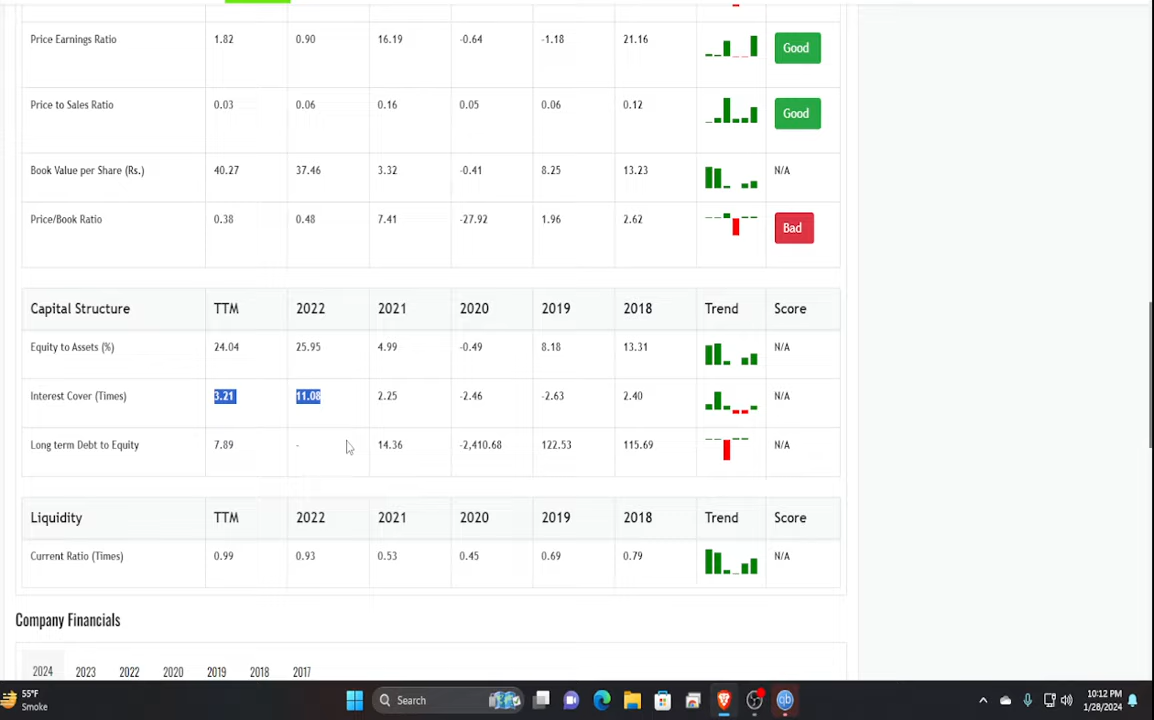 Price Earnings Ratio 1.82 0.90 16.19 -0.64 -1.18 21.16 Good
Price to Sales Ratio 0.03 0.06 0.16 0.05 0.06 0.12 Good
Book Value per Share (Rs.) 40.27 37.46 3.32 -0.41 8.25 13.23 N/A
Price/Book Ratio 0.38 0.48 7.41 -27.92 1.96 2.62 Bad
Capital Structure TTM 2022 2021 2020 2019 2018 Trend Score
Equity to Assets (%) 24.04 25.95 4.99 -0.49 8.18 13.31 N/A
Interest Cover (Times) 3.21 11.08 2.25 -2.46 -2.63 2.40 N/A
Long term Debt to Equity 7.89 - 14.36 -2,410.68 122.53 115.69 N/A
Liquidity TTM 2022 2021 2020 2019 2018 Trend Score
Current Ratio (Times) 0.99 0.93 0.53 0.45 0.69 0.79 N/A
Company Financials
2024 2023 2022 2020 2019 2018 2017
55°F
Smoke
Search
10:12 PM
1/28/2024